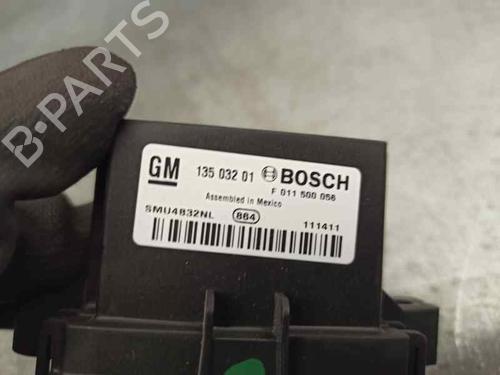 GM 135 032 01 BOSCH
F 011 500 056
Assembled in Mexico
SMU4832NL 864 111411
B-PARTS